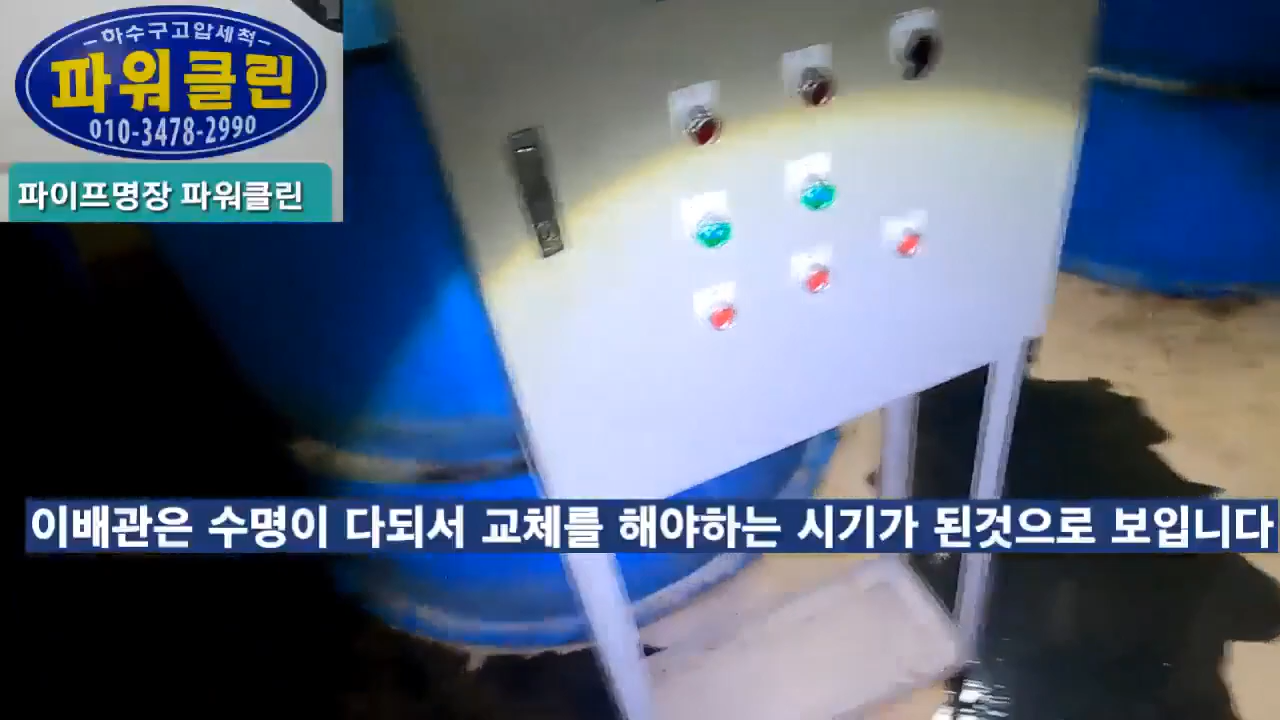 하수구고압세척
파워클린
010-3478-2990
파이프명장 파워클린
이배관은 수명이 다되서 교체를 해야하는 시기가 된것으로 보입니다